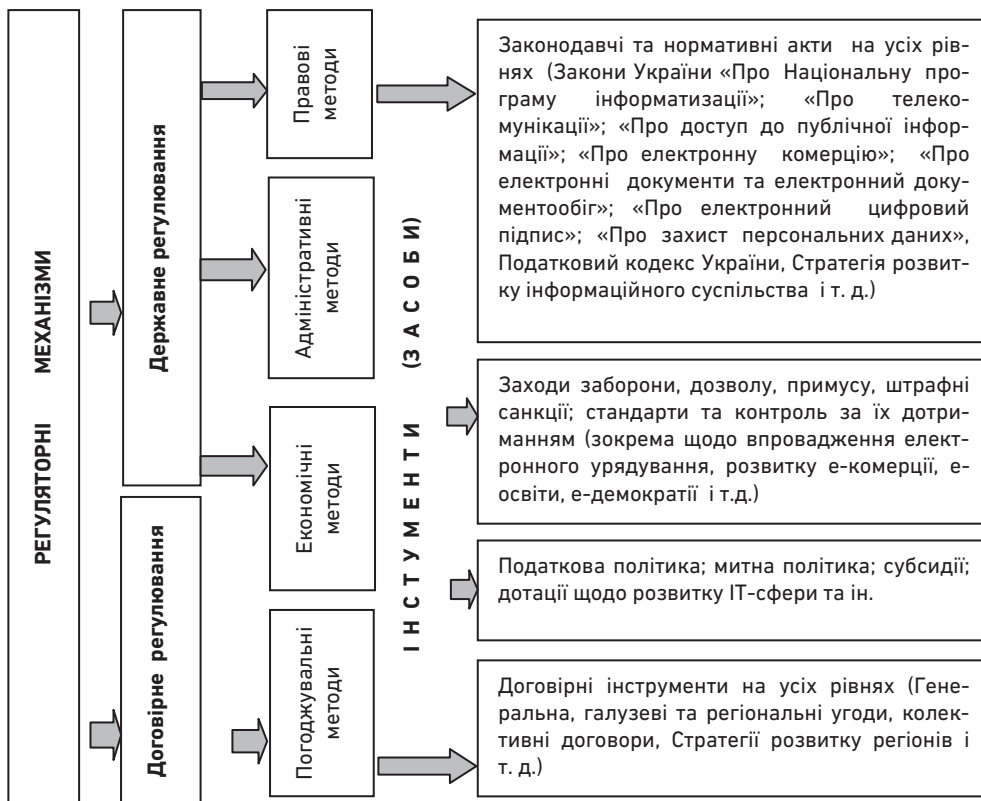 РЕГУЛЯТОРНІ МЕХАНІЗМИ
Державне регулювання
Договірне регулювання
Правові
методи
Адміністративні
методи
Економічні
методи
Погоджувальні
методи
ІНСТУМЕНТИ (ЗАСОБИ)
Законодавчі та нормативні акти на усіх рів-
нях (Закони України «Про Національну про-
граму інформатизації»; «Про телеко-
мунікації»; «Про доступ до публічної інфор-
мації»; «Про електронну комерцію»; «Про
електронні документи та електронний доку-
ментообіг»; «Про електронний цифровий
підпис»; «Про захист персональних даних»,
Податковий кодекс України, Стратегія розвит-
ку інформаційного суспільства і т. д.)
Заходи заборони, дозволу, примусу, штрафні
санкції; стандарти та контроль за їх дотри-
манням (зокрема щодо впровадження елект-
ронного урядування, розвитку е-комерції, е-
освіти, е-демократії і т.д.)
Податкова політика; митна політика; субсидії;
дотації щодо розвитку ІТ-сфери та ін.
Договірні інструменти на усіх рівнях (Гене-
ральна, галузеві та регіональні угоди, колек-
тивні договори, Стратегії розвитку регіонів і
т. д.)